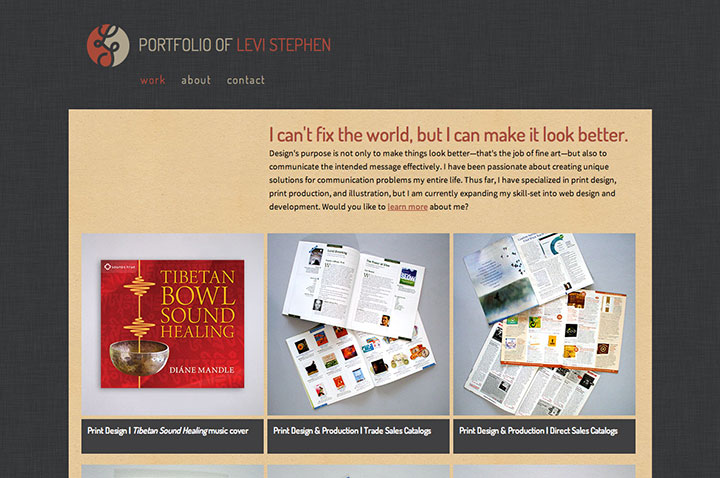 PORTFOLIO OF LEVI STEPHEN
work about contact
I can't fix the world, but I can make it look better.
Design's purpose is not only to make things look better—that's the job of fine art—but also to
communicate the intended message effectively. I have been passionate about creating unique
solutions for communication problems my entire life. Thus far, I have specialized in print design,
print production, and illustration, but I am currently expanding my skill-set into web design and
development. Would you like to learn more about me?
sounds true
TIBETAN
BOWL
SOUND
HEALING
DIÁNE MANDLE
Print Design | Tibetan Sound Healing music cover
Print Design & Production | Trade Sales Catalogs
Print Design & Production | Direct Sales Catalogs